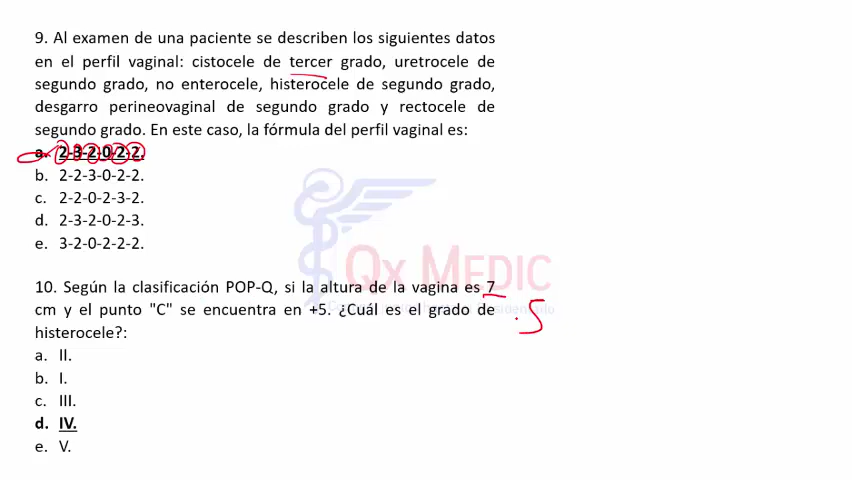 9. Al examen de una paciente se describen los siguientes datos
en el perfil vaginal: cistocele de tercer grado, uretrocele de
segundo grado, no enterocele, histerocele de segundo grado,
desgarro perineovaginal de segundo grado y rectocele de
segundo grado. En este caso, la fórmula del perfil vaginal es:
a. 2-3-2-0-2-2.
b. 2-2-3-0-2-2.
c. 2-2-0-2-3-2.
d. 2-3-2-0-2-3.
e. 3-2-0-2-2-2.
QX MEDIC
10. Según la clasificación POP-Q, si la altura de la vagina es 7
cm y el punto "C" se encuentra en +5. ¿Cuál es el grado de
histerocele?:
5
a. II.
b. I.
c. III.
d. IV.
e. V.